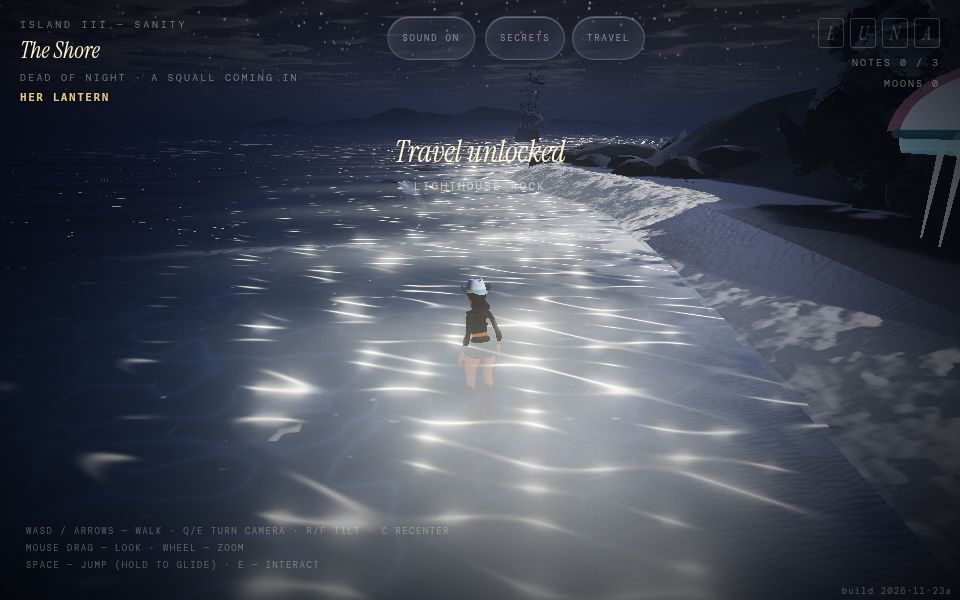 ISLAND III — SANITY
The Shore
DEAD OF NIGHT · A SQUALL COMING IN
HER LANTERN
SOUND ON
SECRETS
TRAVEL
E U N A
NOTES 0 / 3
MOONS 0
Travel unlocked
LIGHTHOUSE ROCK
WASD / ARROWS — WALK · Q/E TURN CAMERA · R/F TILT · C RECENTER
MOUSE DRAG — LOOK · WHEEL — ZOOM
SPACE — JUMP (HOLD TO GLIDE) · E — INTERACT
build 2026-11-23a